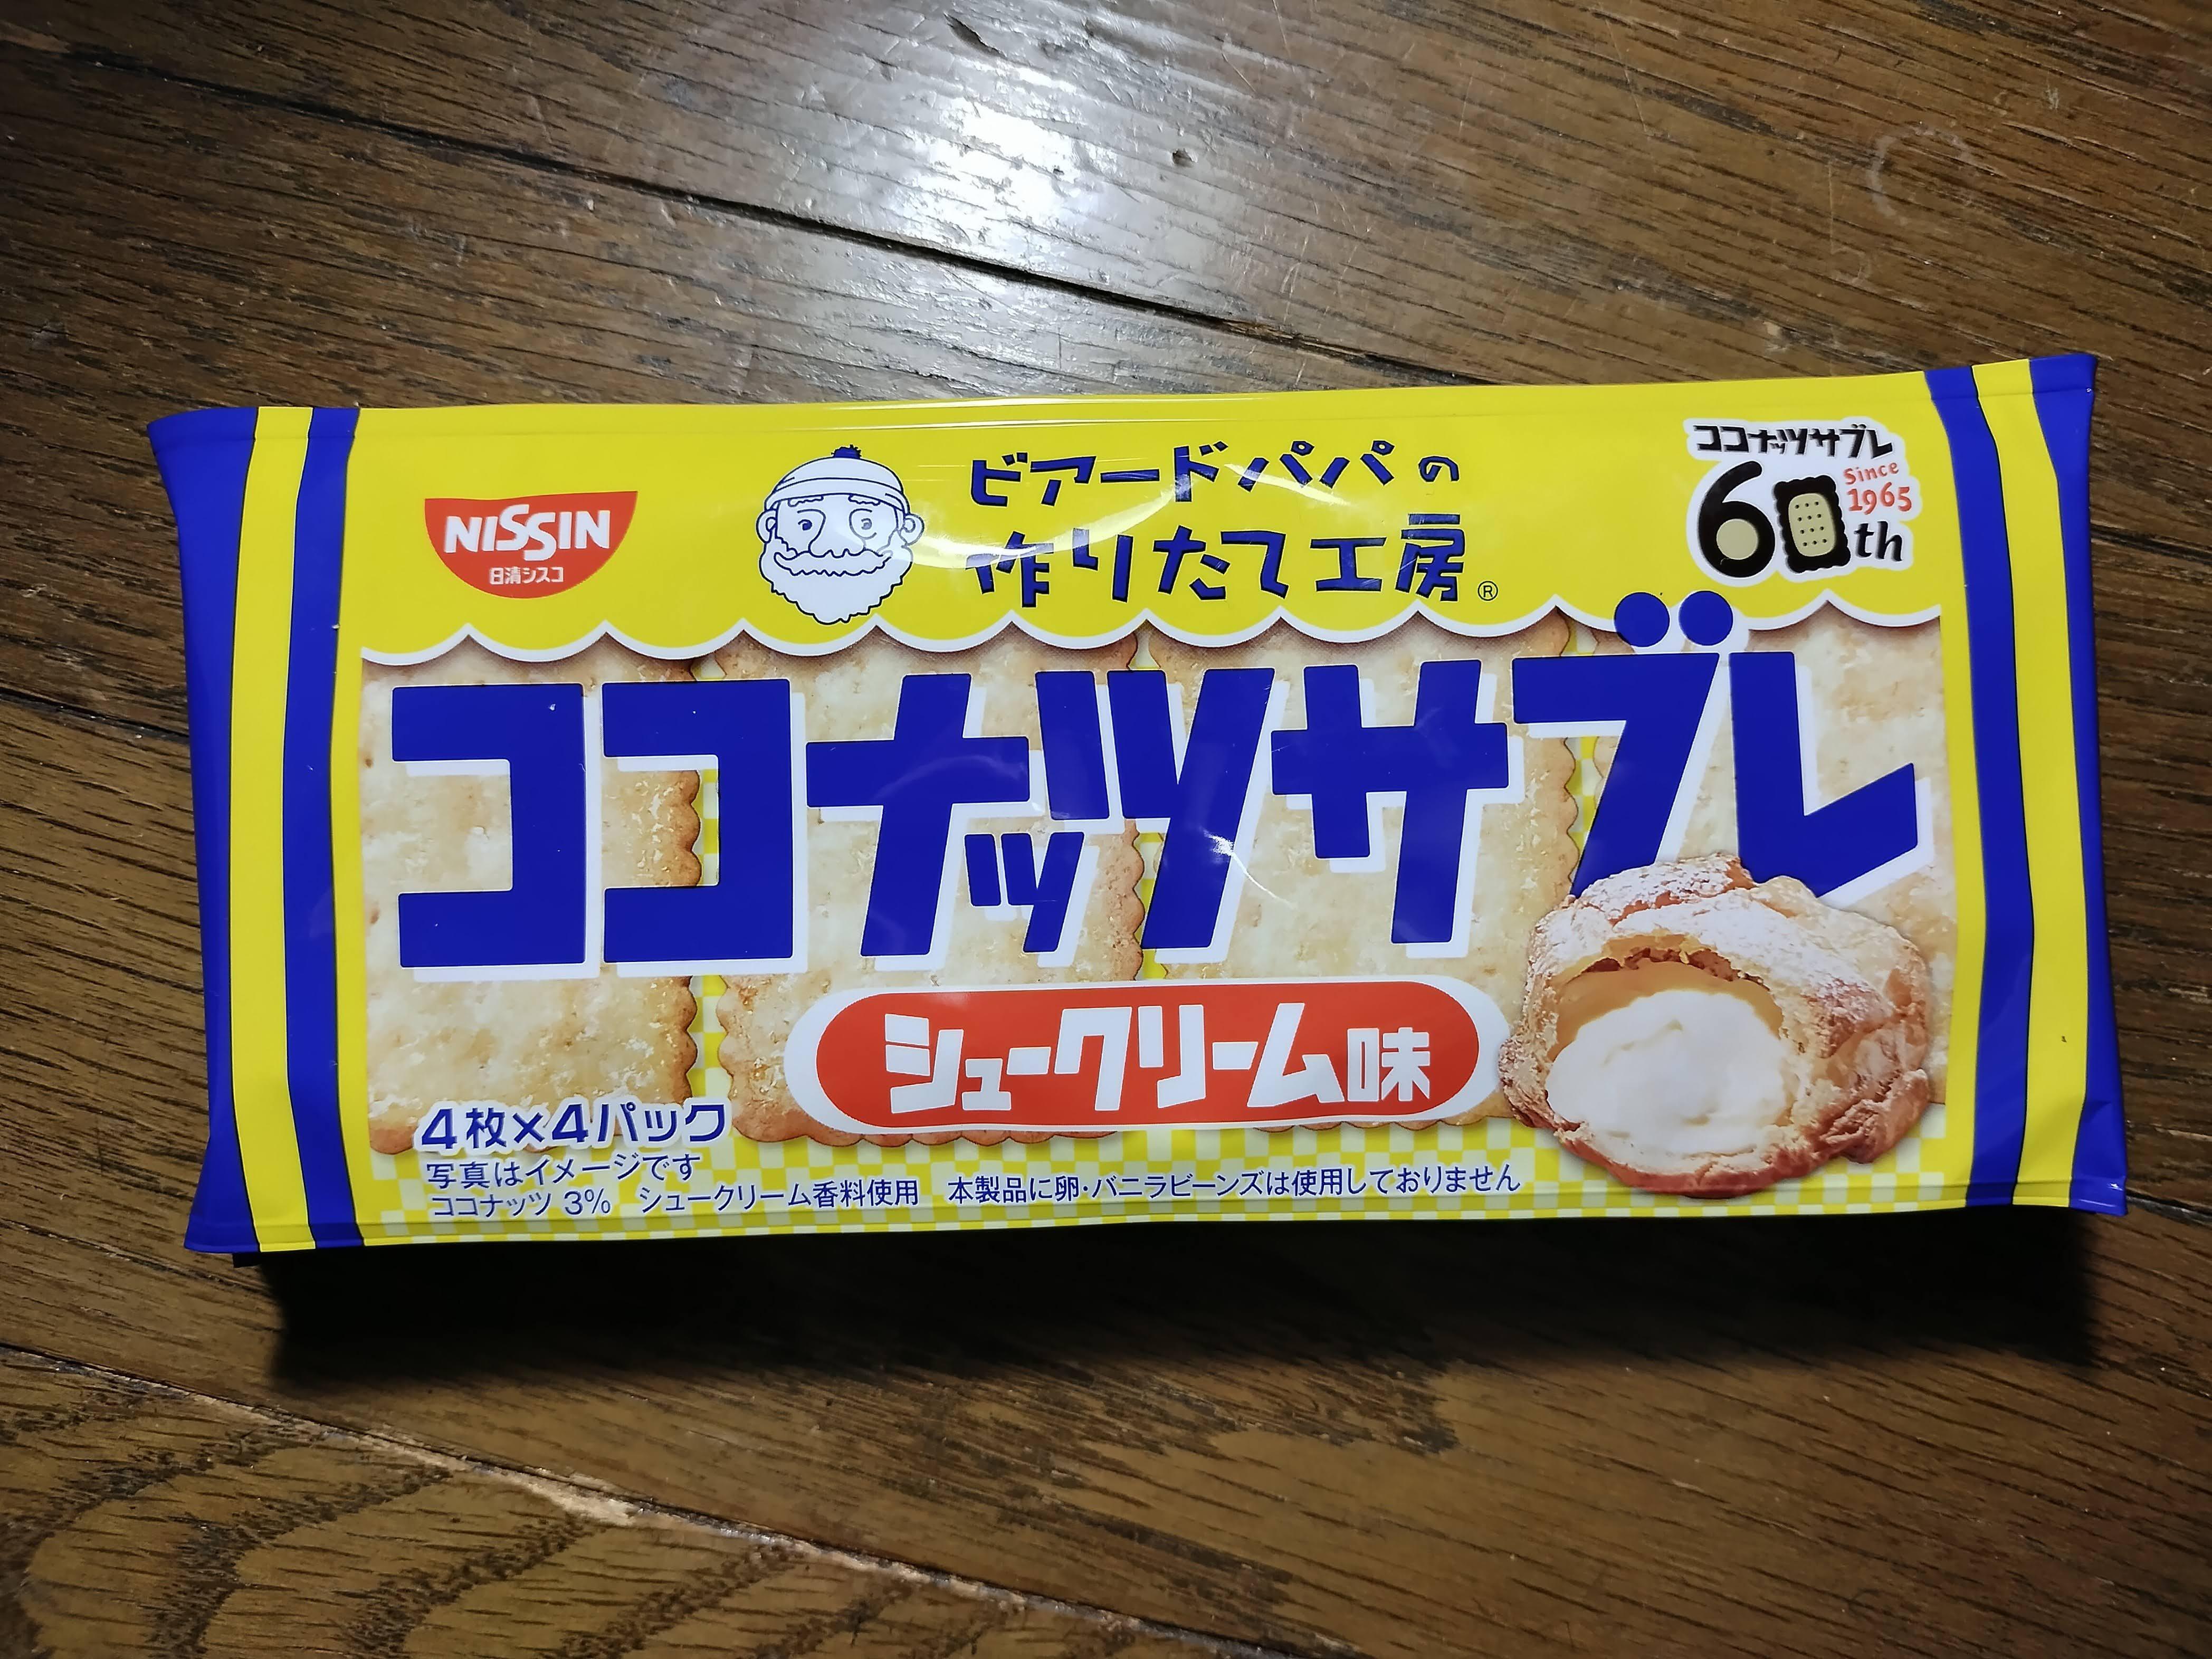 NISSIN
日清シスコ
ビアードパパの
作りたて工房®
ココナッツサブレ
60th
Since
1965
ココナッツサブレ
シュークリーム味
4枚×4パック
写真はイメージです
ココナッツ 3% シュークリーム香料使用 本製品に卵・バニラビーンズは使用しておりません